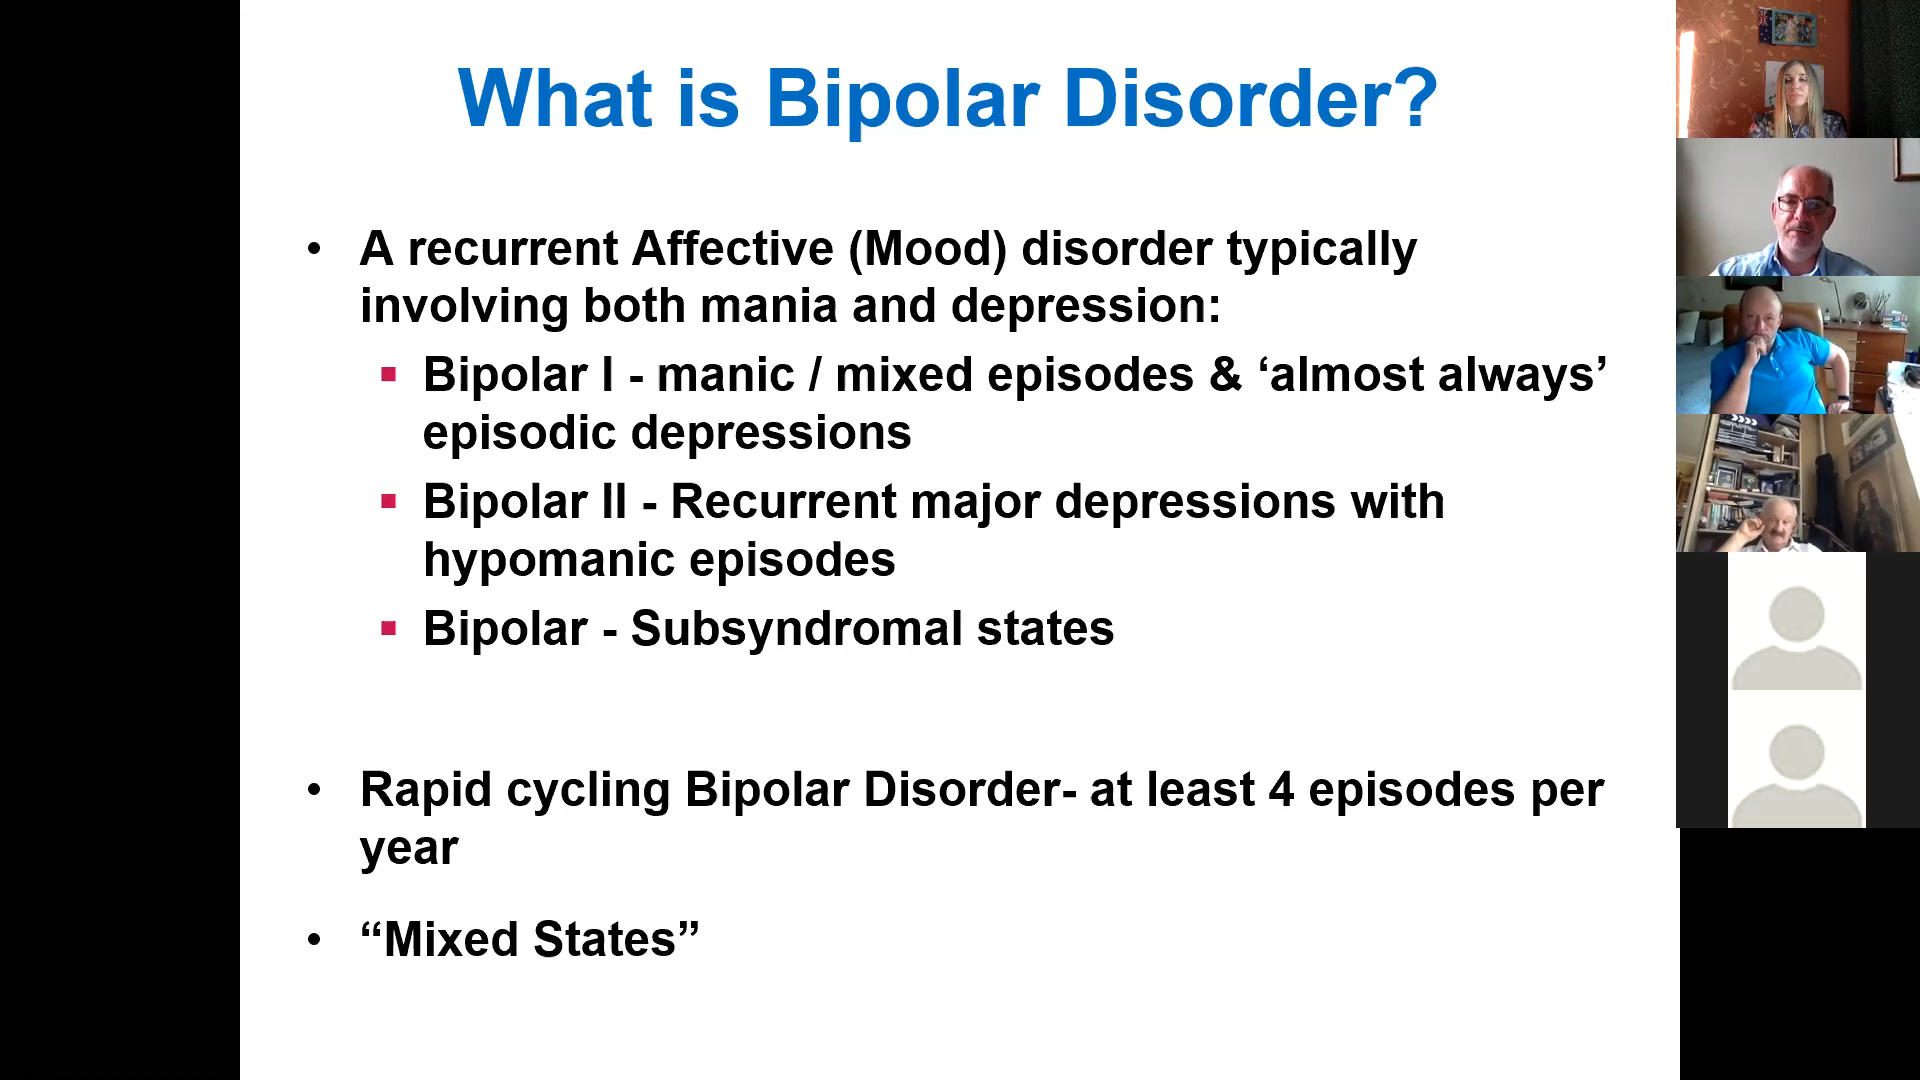 What is Bipolar Disorder?
• A recurrent Affective (Mood) disorder typically
involving both mania and depression:
▪ Bipolar I - manic / mixed episodes & ‘almost always’
episodic depressions
▪ Bipolar II - Recurrent major depressions with
hypomanic episodes
▪ Bipolar - Subsyndromal states
• Rapid cycling Bipolar Disorder- at least 4 episodes per
year
• “Mixed States”